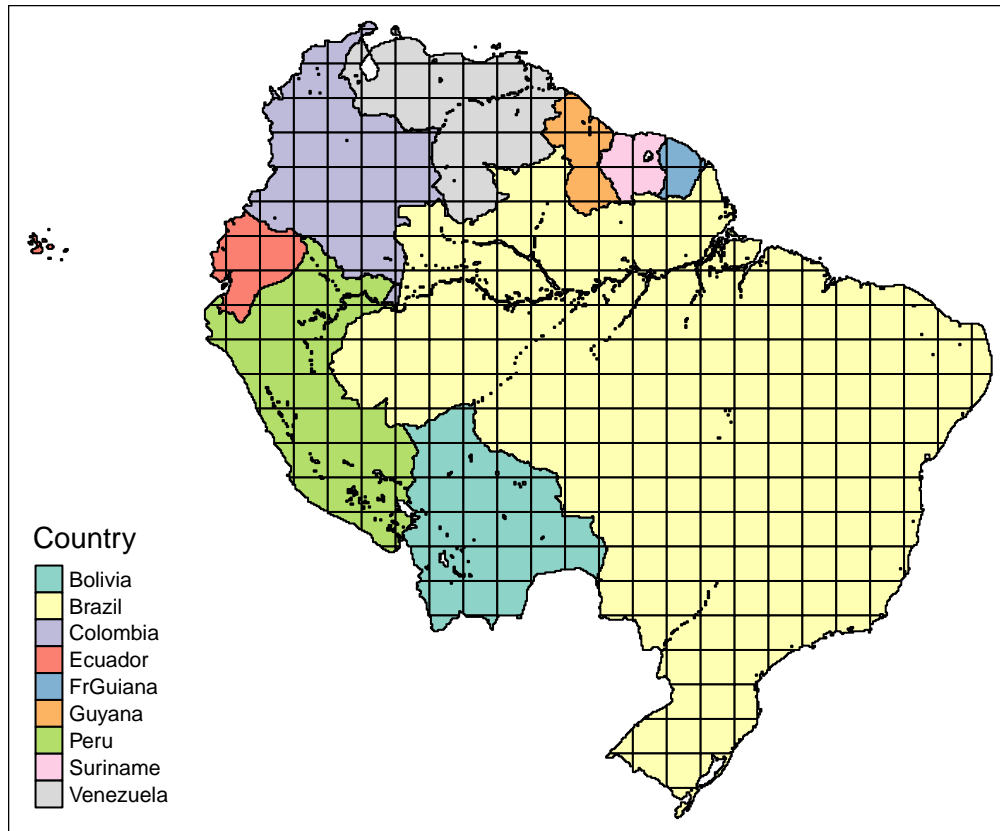 Country
Bolivia
Brazil
Colombia
Ecuador
FrGuiana
Guyana
Peru
Suriname
Venezuela